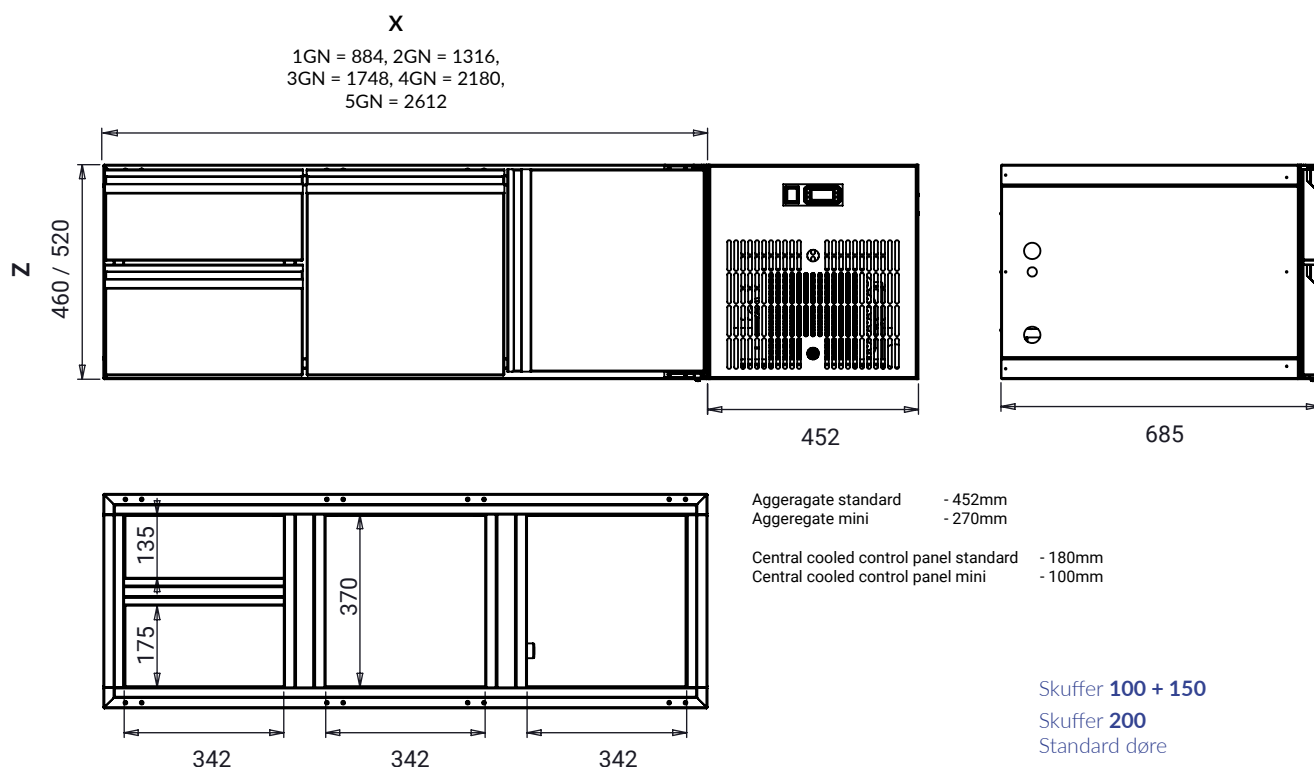 X
1GN = 884, 2GN = 1316,
3GN = 1748, 4GN = 2180,
5GN = 2612
Z
460 / 520
452
685
135
175
370
342
342
342
Aggeragate standard - 452mm
Aggeregate mini - 270mm
Central cooled control panel standard - 180mm
Central cooled control panel mini - 100mm
Skuffer 100 + 150
Skuffer 200
Standard døre